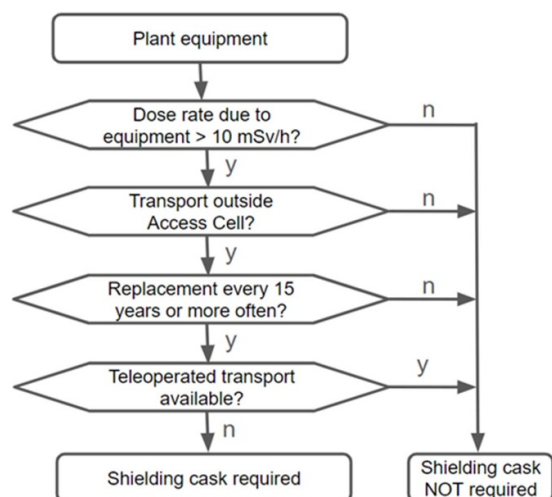 Plant equipment
Dose rate due to
equipment > 10 mSv/h?
n
y
Transport outside
Access Cell?
n
y
Replacement every 15
years or more often?
n
y
Teleoperated transport
available?
y
n
Shielding cask required
Shielding cask
NOT required